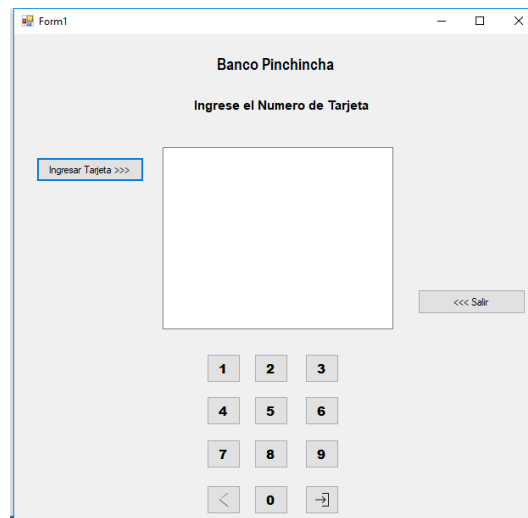 Form1
Banco Pinchincha
Ingrese el Numero de Tarjeta
Ingresar Tarjeta >>>
<<< Salir
1 2 3
4 5 6
7 8 9
< 0